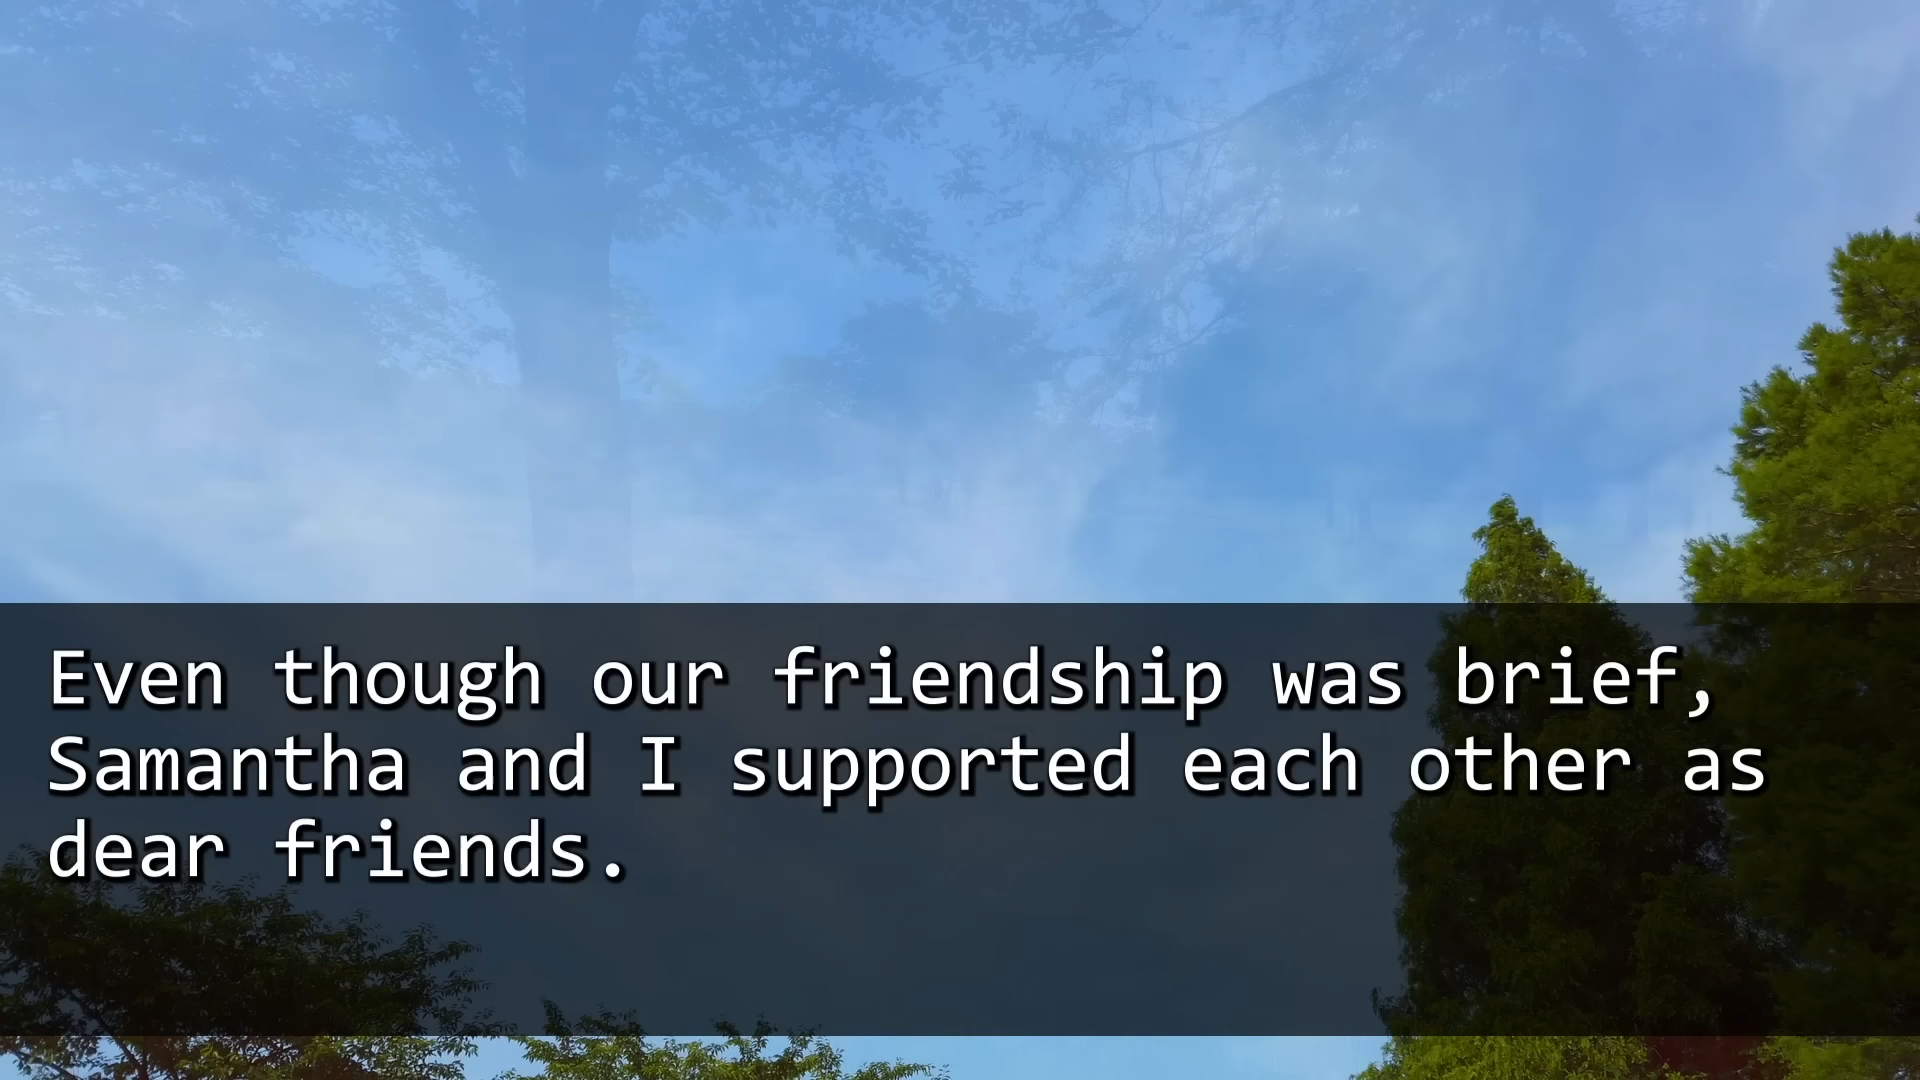 Even though our friendship was brief,
Samantha and I supported each other as
dear friends.